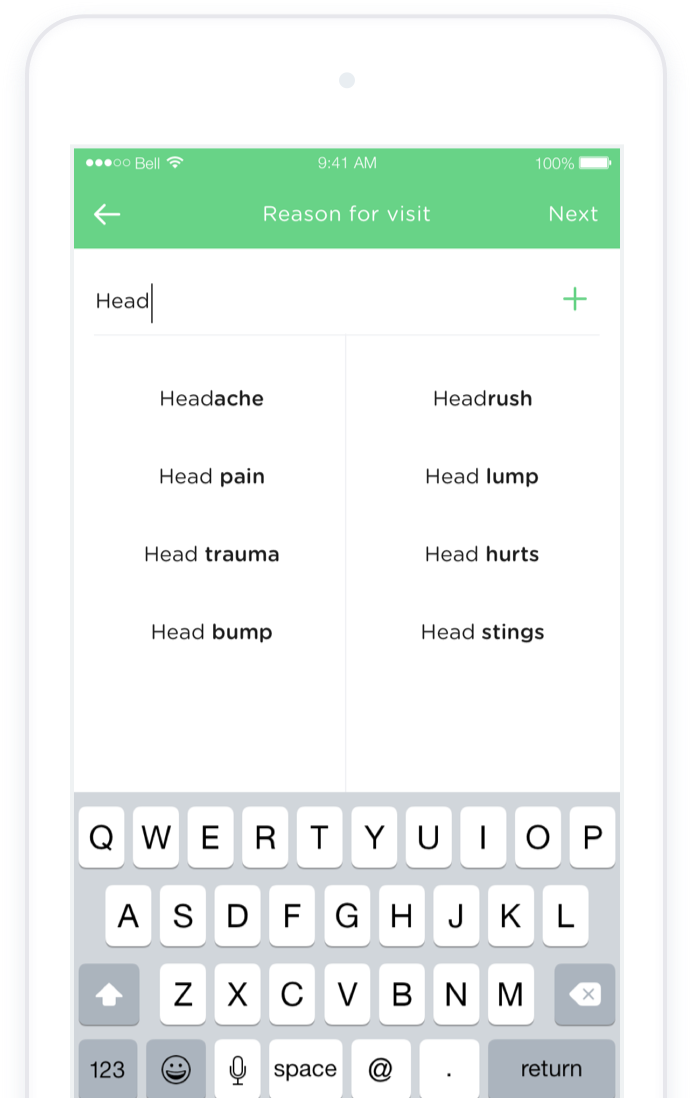 Bell 9:41 AM 100%
Reason for visit Next
Head
Headache Headrush
Head pain Head lump
Head trauma Head hurts
Head bump Head stings
Q W E R T Y U I O P
A S D F G H J K L
Z X C V B N M
123 space @ . return